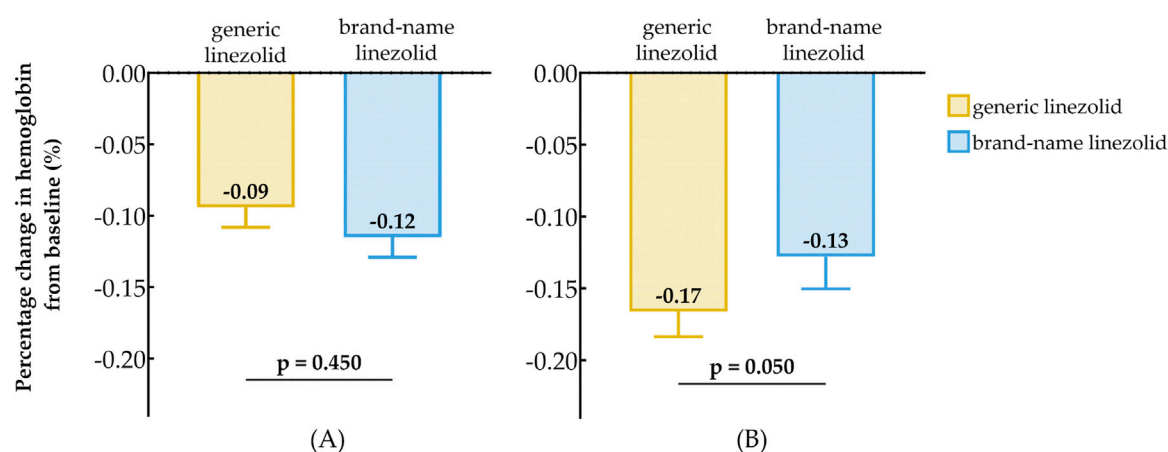 generic
linezolid
brand-name
linezolid
Percentage change in hemoglobin
from baseline (%)
0.00
-0.05
-0.10
-0.15
-0.20
-0.09
-0.12
p = 0.450
(A)
generic
linezolid
brand-name
linezolid
0.00
-0.05
-0.10
-0.15
-0.20
-0.17
-0.13
p = 0.050
(B)
generic linezolid
brand-name linezolid